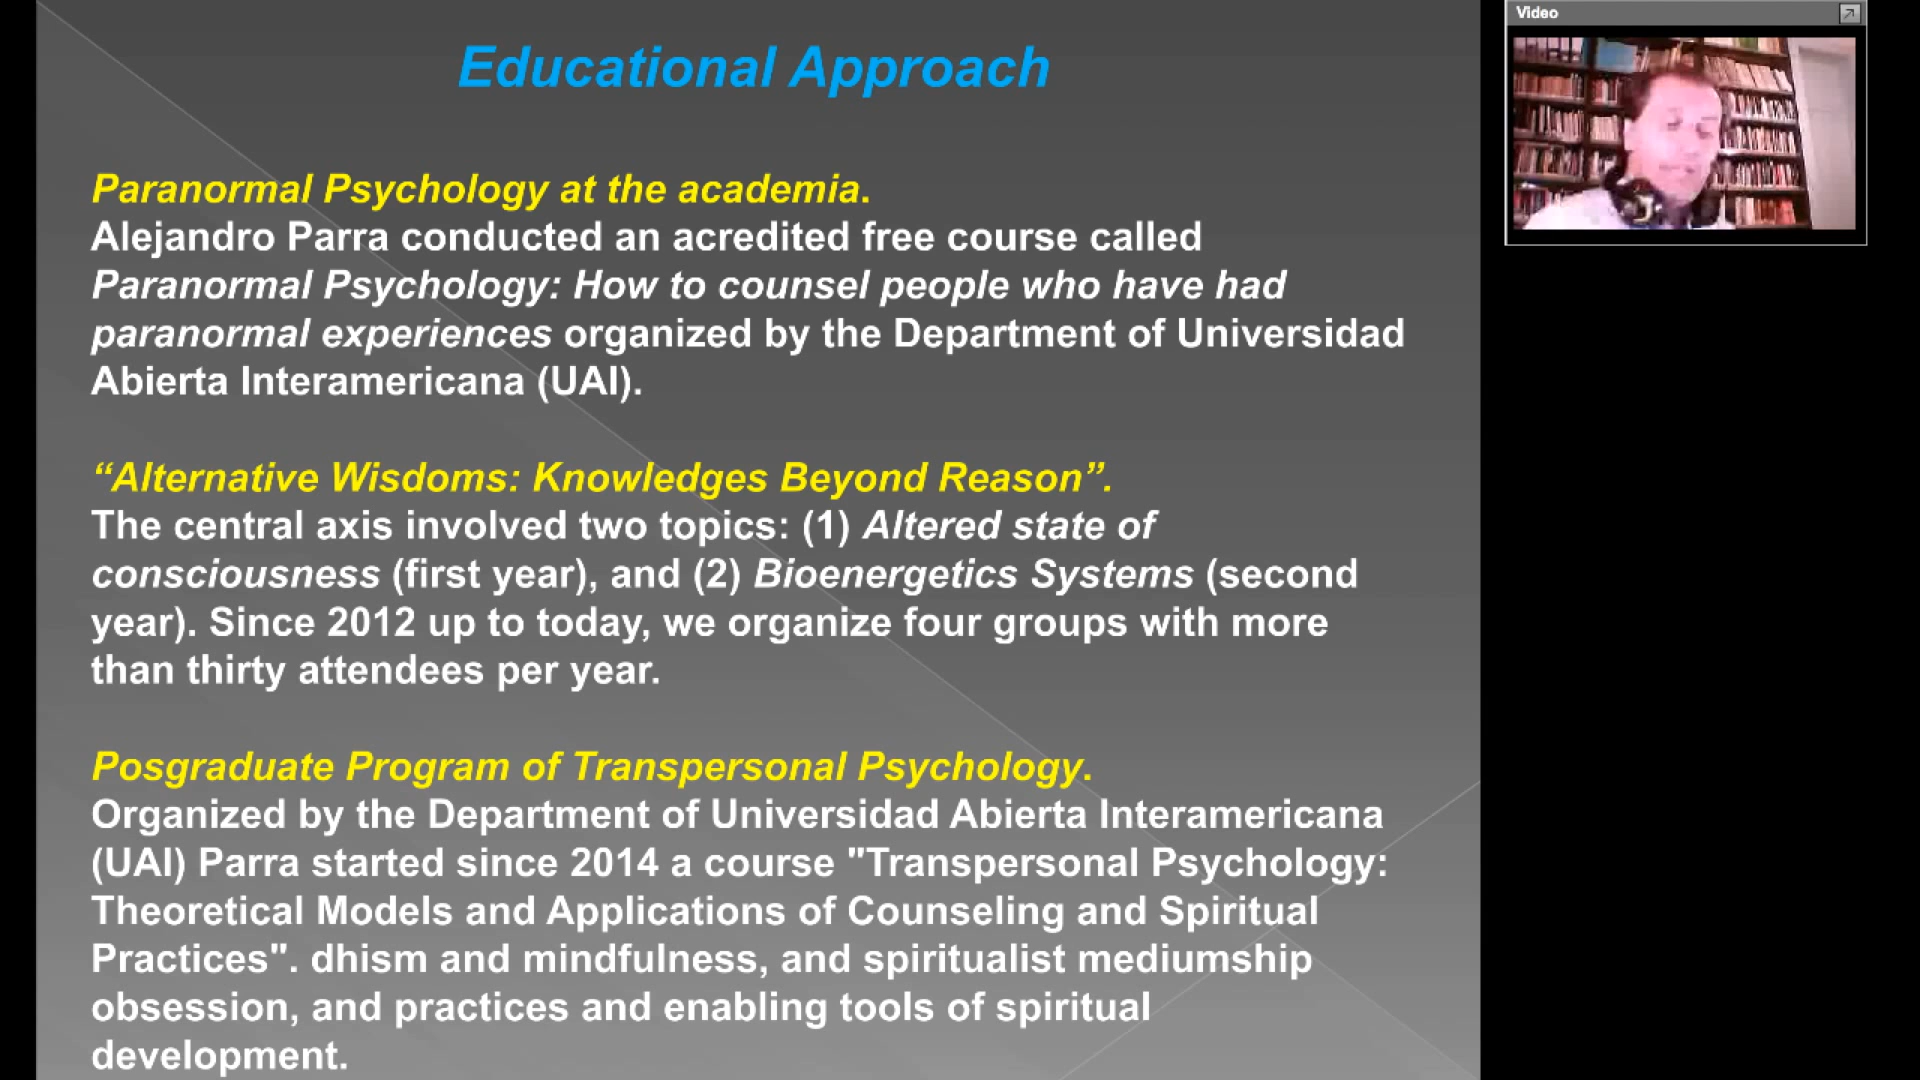 Educational Approach
Paranormal Psychology at the academia.
Alejandro Parra conducted an acredited free course called
Paranormal Psychology: How to counsel people who have had
paranormal experiences organized by the Department of Universidad
Abierta Interamericana (UAI).
“Alternative Wisdoms: Knowledges Beyond Reason”.
The central axis involved two topics: (1) Altered state of
consciousness (first year), and (2) Bioenergetics Systems (second
year). Since 2012 up to today, we organize four groups with more
than thirty attendees per year.
Posgraduate Program of Transpersonal Psychology.
Organized by the Department of Universidad Abierta Interamericana
(UAI) Parra started since 2014 a course "Transpersonal Psychology:
Theoretical Models and Applications of Counseling and Spiritual
Practices". dhism and mindfulness, and spiritualist mediumship
obsession, and practices and enabling tools of spiritual
development.
Video